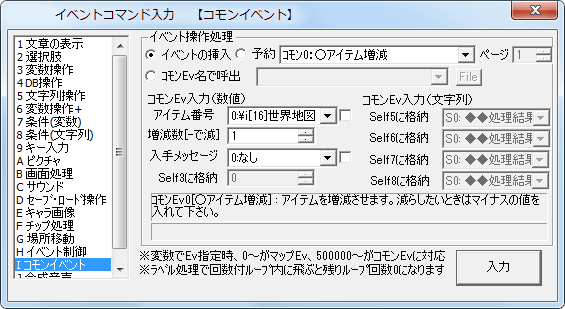 イベントコマンド入力 【コモンイベント】
1 文章の表示
2 選択肢
3 変数操作
4 DB操作
5 文字列操作
6 変数操作+
7 条件(変数)
8 条件(文字列)
9 キー入力
A ピクチャ
B 画面処理
C サウンド
D セーブ・ロード操作
E キャラ画像
F チップ処理
G 場所移動
H イベント制御
I コモンイベント
イベント操作処理
イベントの挿入 予約 コモン0:○アイテム増減 ページ 1
コモンEv名で呼出 File
コモンEv入力(数値)
アイテム番号 0:¥i[16]世界地図
増減数[-で減] 1
入手メッセージ 0:なし
Self3に格納 0
コモンEv入力(文字列)
Self5に格納 S0: ◆◆処理結果
Self6に格納 S0: ◆◆処理結果
Self7に格納 S0: ◆◆処理結果
Self8に格納 S0: ◆◆処理結果
コモンEv0[○アイテム増減] : アイテムを増減させます。減らしたいときはマイナスの値を
入れて下さい。
※変数でEv指定時、0~がマップEv、500000~がコモンEvに対応
※ラベル処理で回数付ループ内に飛ぶと残りループ回数0になります
入力